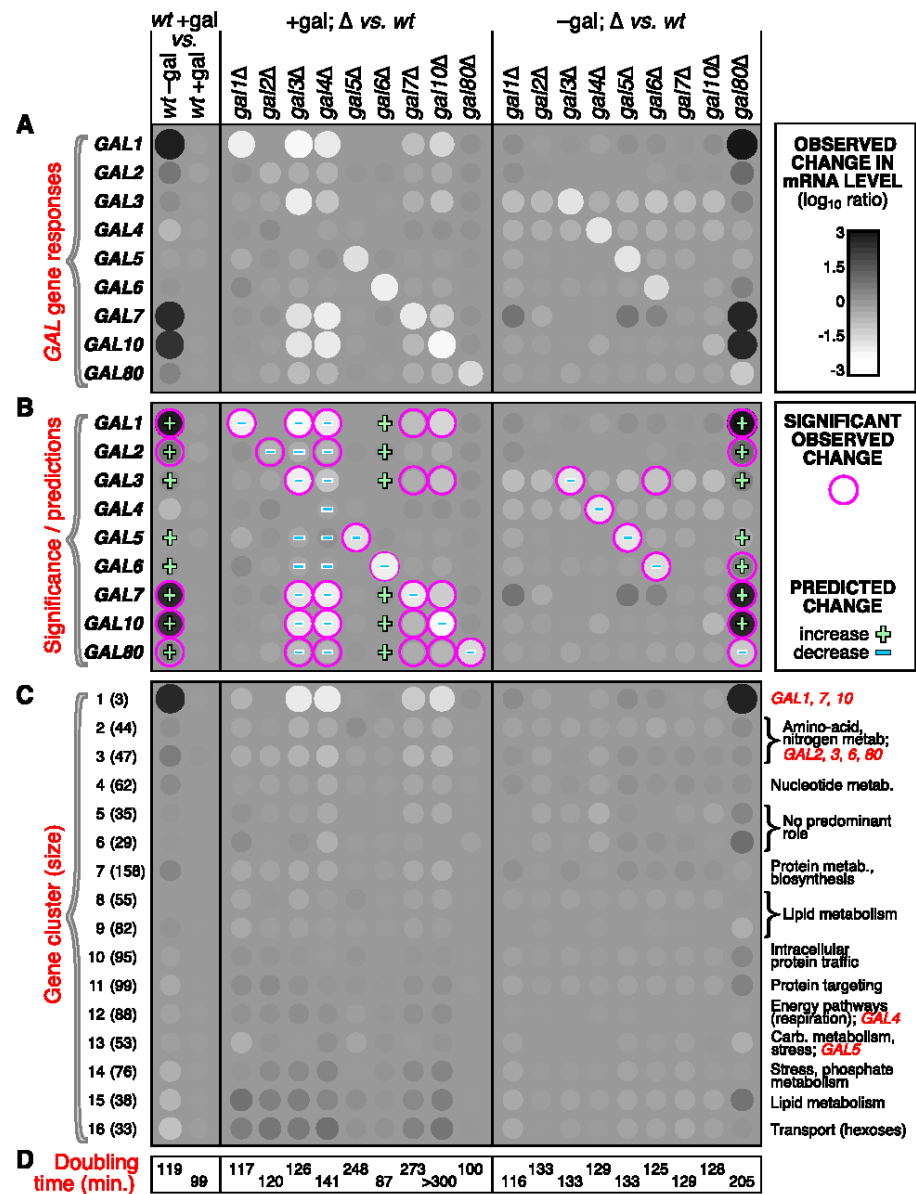 wt +gal
vs.
wt –gal
wt +gal
+gal; Δ vs. wt
gal1Δ
gal2Δ
gal3Δ
gal4Δ
gal5Δ
gal6Δ
gal7Δ
gal10Δ
gal80Δ
–gal; Δ vs. wt
gal1Δ
gal2Δ
gal3Δ
gal4Δ
gal5Δ
gal6Δ
gal7Δ
gal10Δ
gal80Δ
A
GAL gene responses
GAL1
GAL2
GAL3
GAL4
GAL5
GAL6
GAL7
GAL10
GAL80
OBSERVED
CHANGE IN
mRNA LEVEL
(log10 ratio)
3
1.5
0
-1.5
-3
B
Significance / predictions
GAL1
GAL2
GAL3
GAL4
GAL5
GAL6
GAL7
GAL10
GAL80
SIGNIFICANT
OBSERVED
CHANGE
PREDICTED
CHANGE
increase +
decrease –
C
Gene cluster (size)
1 (3)
2 (44)
3 (47)
4 (62)
5 (35)
6 (29)
7 (158)
8 (55)
9 (82)
10 (95)
11 (99)
12 (88)
13 (53)
14 (76)
15 (38)
16 (33)
GAL1, 7, 10
Amino-acid,
nitrogen metab;
GAL2, 3, 6, 80
Nucleotide metab.
No predominant
role
Protein metab.,
biosynthesis
Lipid metabolism
Intracellular
protein traffic
Protein targeting
Energy pathways
(respiration); GAL4
Carb. metabolism,
stress; GAL5
Stress, phosphate
metabolism
Lipid metabolism
Transport (hexoses)
D
Doubling
time (min.)
119 117 126 248 273 100 133 129 125 128
99 120 141 87 >300 116 133 133 129 205